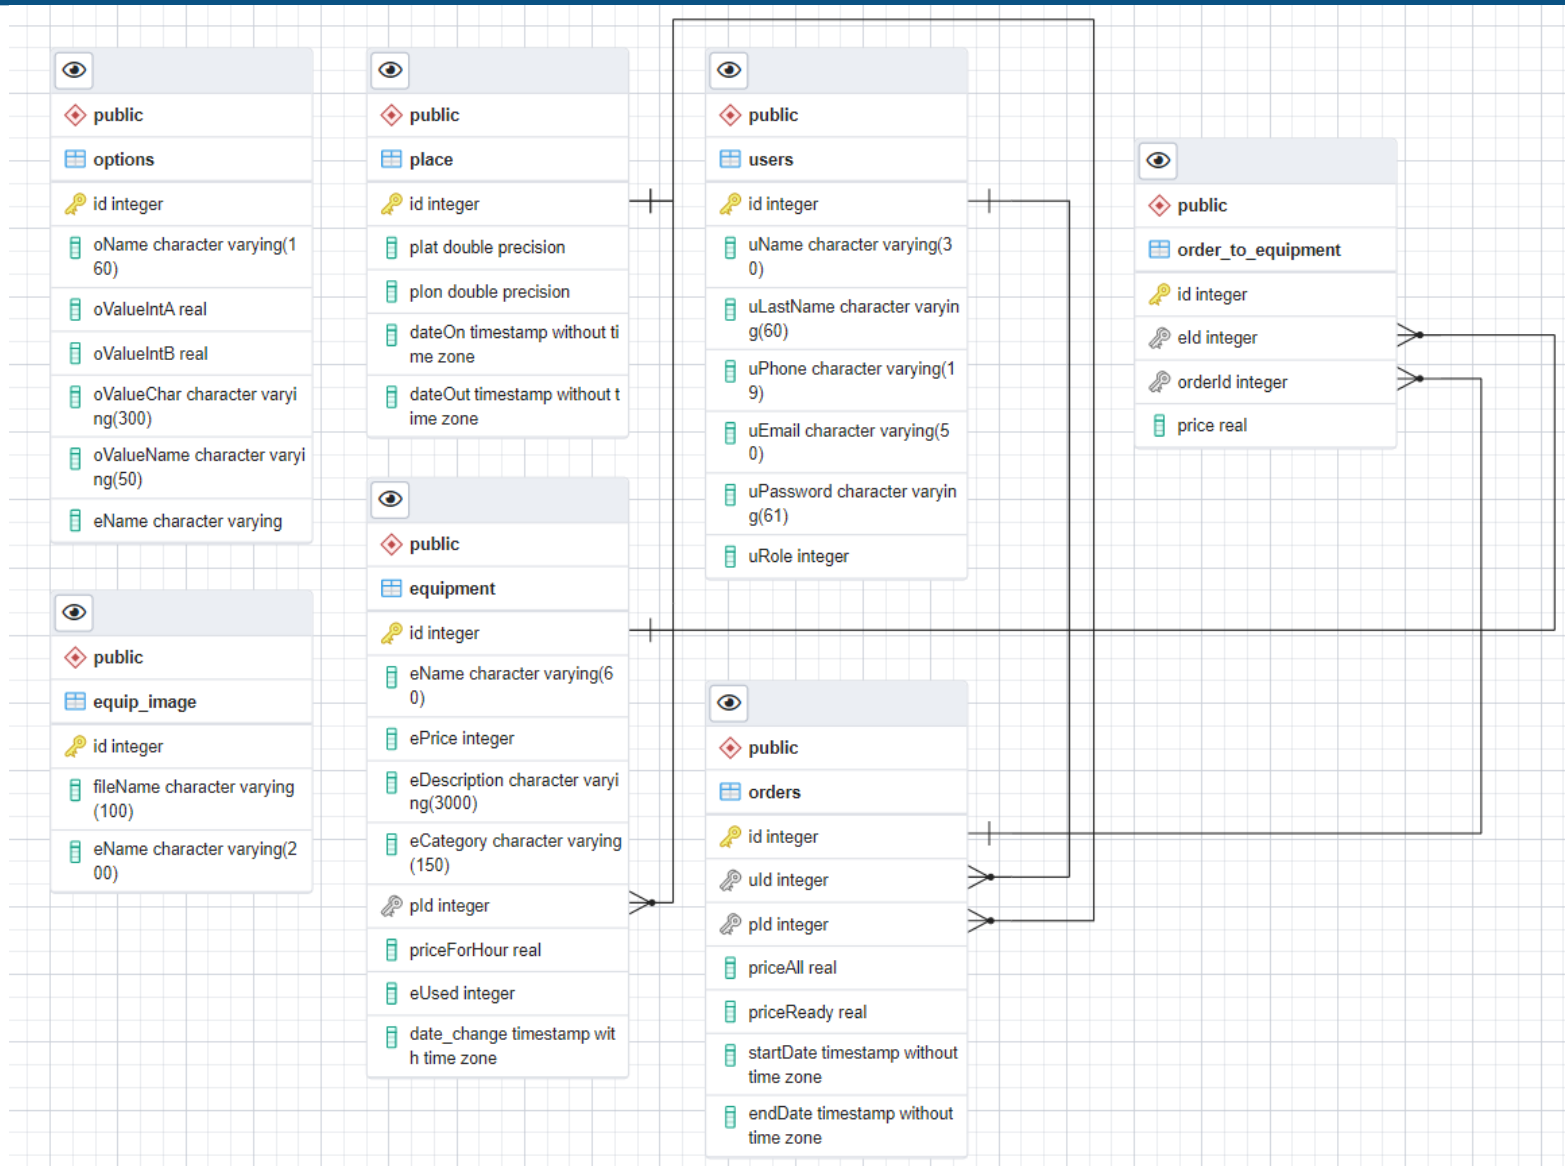 public
options
id integer
oName character varying(1
60)
oValueIntA real
oValueIntB real
oValueChar character varyi
ng(300)
oValueName character varyi
ng(50)
eName character varying
public
equip_image
id integer
fileName character varying
(100)
eName character varying(2
00)
public
place
id integer
plat double precision
plon double precision
dateOn timestamp without ti
me zone
dateOut timestamp without t
ime zone
public
equipment
id integer
eName character varying(6
0)
ePrice integer
eDescription character varyi
ng(3000)
eCategory character varying
(150)
pId integer
priceForHour real
eUsed integer
date_change timestamp wit
h time zone
public
users
id integer
uName character varying(3
0)
uLastName character varyin
g(60)
uPhone character varying(1
9)
uEmail character varying(5
0)
uPassword character varyin
g(61)
uRole integer
public
orders
id integer
uId integer
pId integer
priceAll real
priceReady real
startDate timestamp without
time zone
endDate timestamp without
time zone
public
order_to_equipment
id integer
eId integer
orderId integer
price real